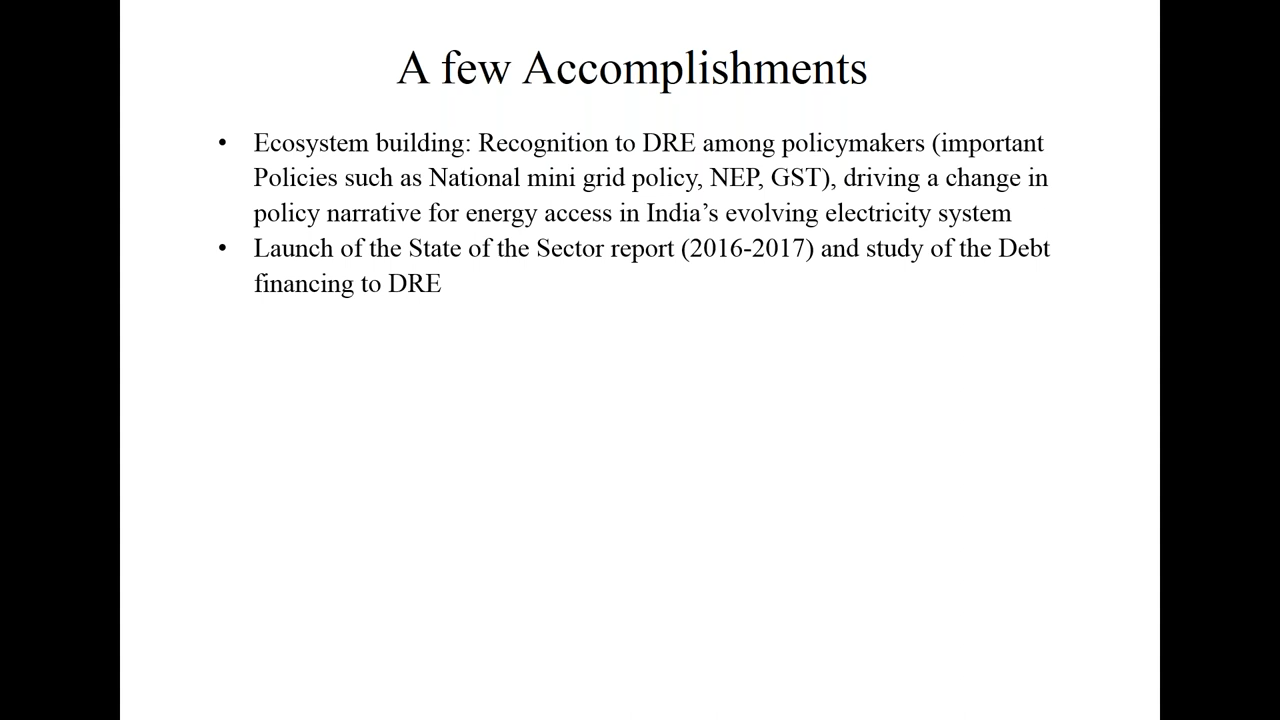 A few Accomplishments
• Ecosystem building: Recognition to DRE among policymakers (important
Policies such as National mini grid policy, NEP, GST), driving a change in
policy narrative for energy access in India’s evolving electricity system
• Launch of the State of the Sector report (2016-2017) and study of the Debt
financing to DRE